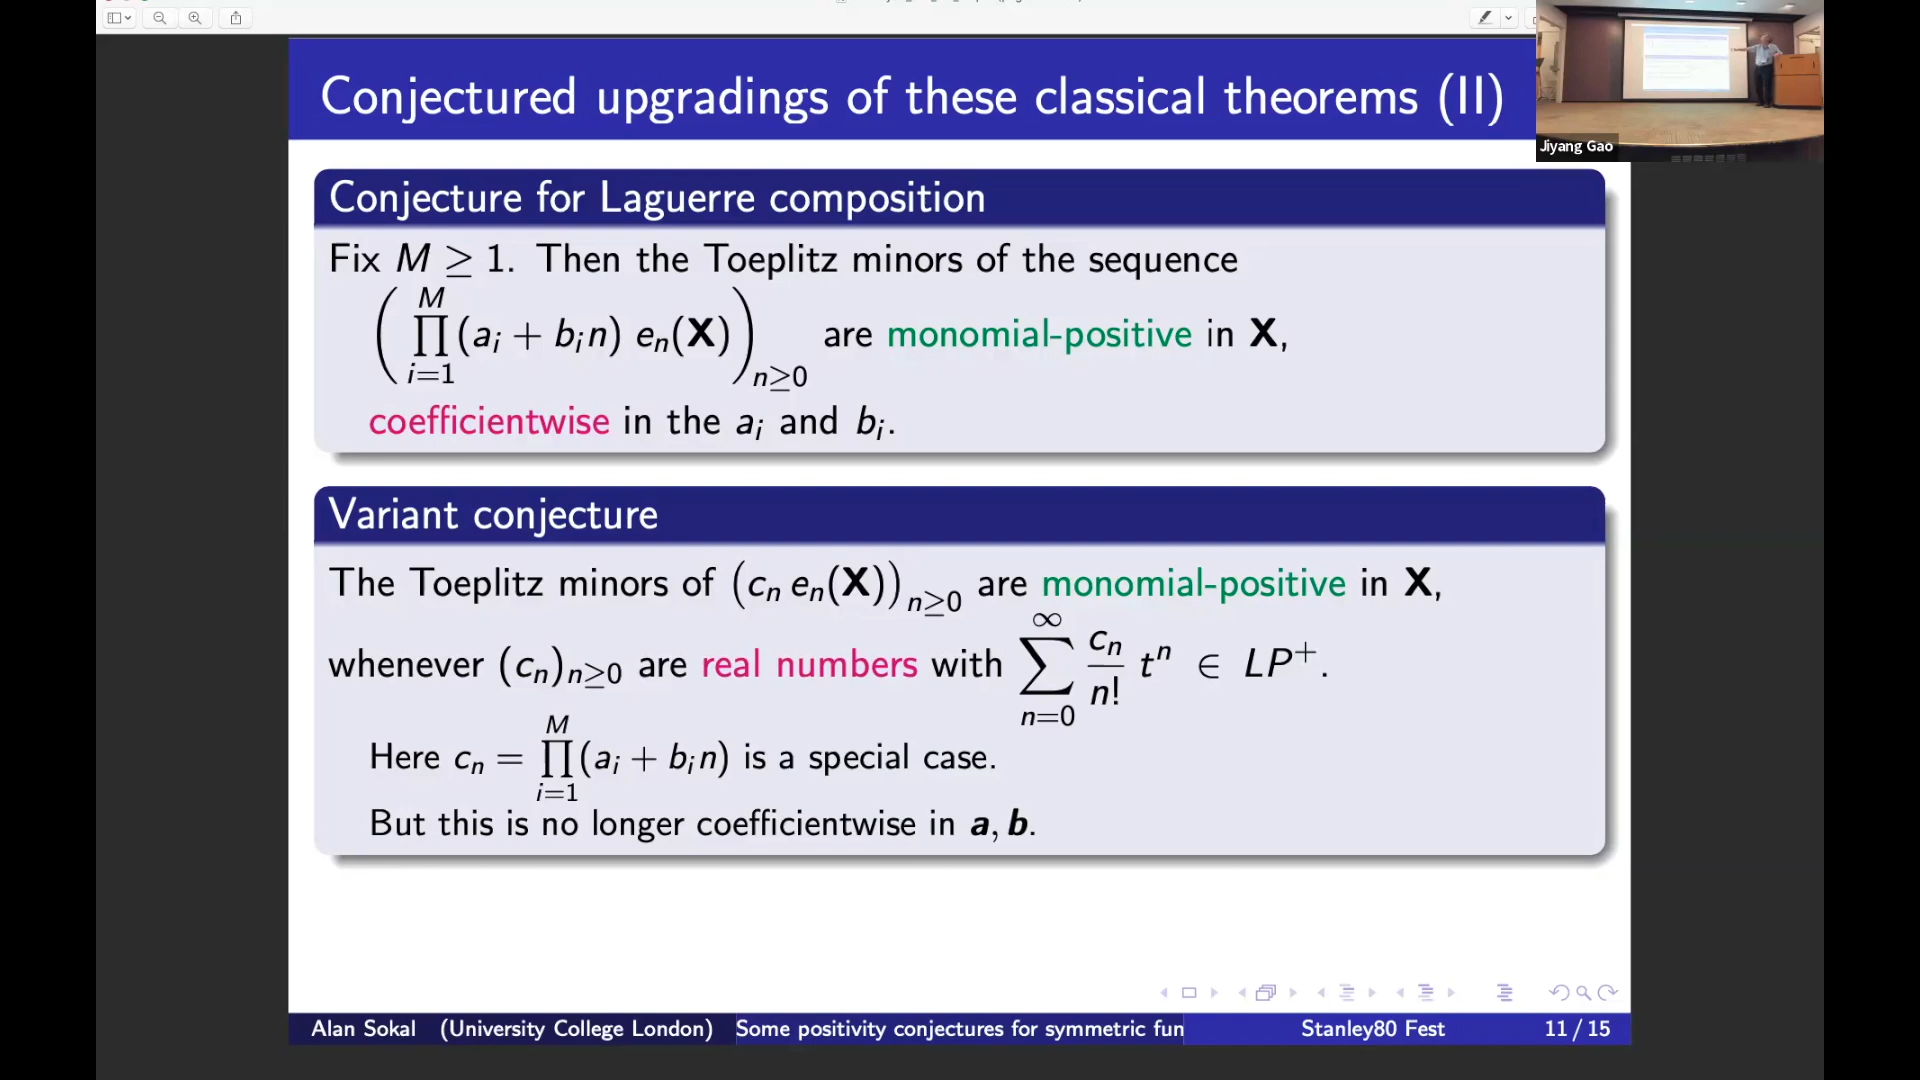 Conjectured upgradings of these classical theorems (II)
Jiyang Gao
Conjecture for Laguerre composition
Fix M ≥ 1. Then the Toeplitz minors of the sequence
(∏_{i=1}^{M} (a_i + b_i n) e_n(X))_{n≥0} are monomial-positive in X,
coefficientwise in the a_i and b_i.
Variant conjecture
The Toeplitz minors of (c_n e_n(X))_{n≥0} are monomial-positive in X,
whenever (c_n)_{n≥0} are real numbers with ∑_{n=0}^{∞} c_n/n! t^n ∈ LP^+.
Here c_n = ∏_{i=1}^{M} (a_i + b_i n) is a special case.
But this is no longer coefficientwise in a, b.
Alan Sokal (University College London) Some positivity conjectures for symmetric fun Stanley80 Fest 11 / 15